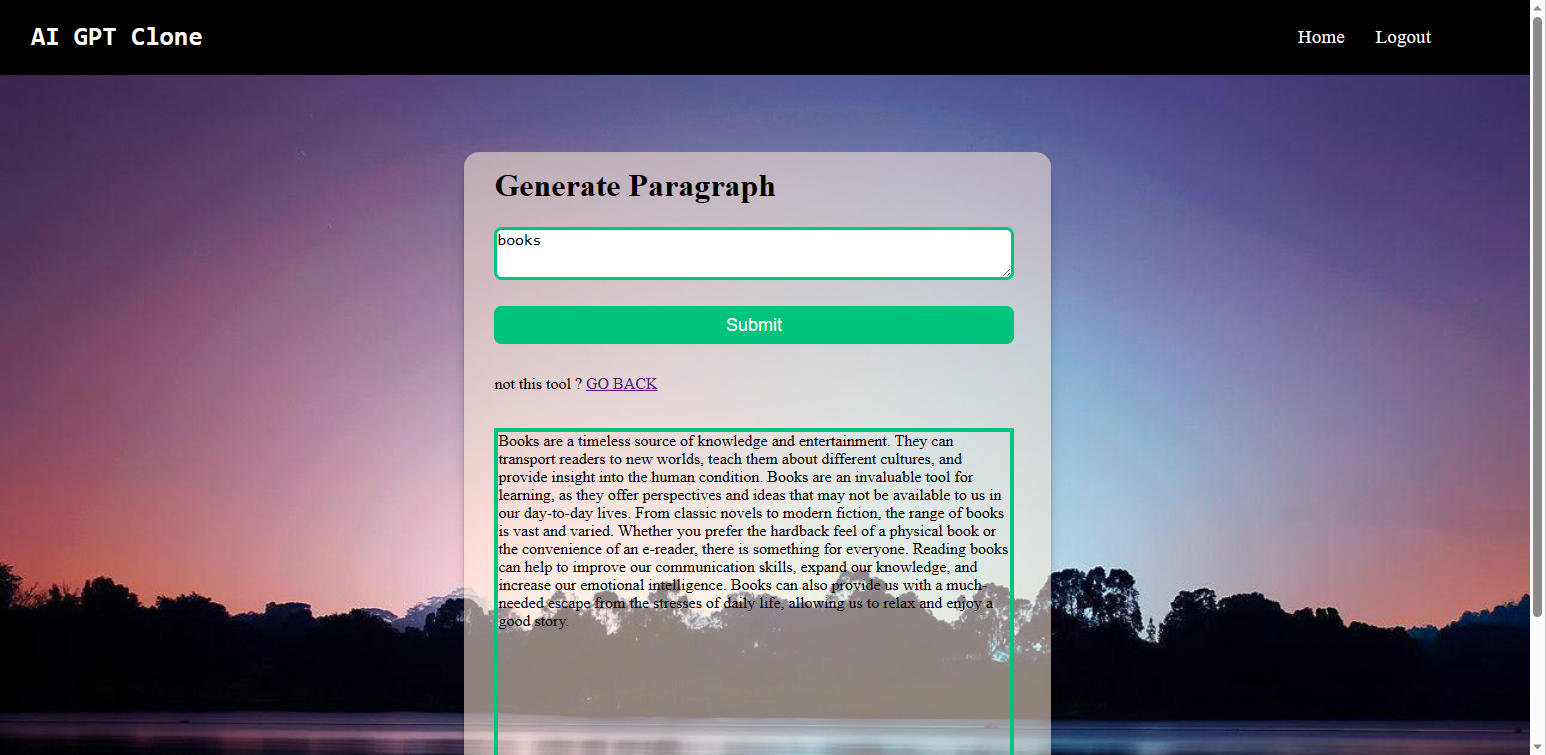 AI GPT Clone
Home
Logout
Generate Paragraph
books
Submit
not this tool ? GO BACK
Books are a timeless source of knowledge and entertainment. They can
transport readers to new worlds, teach them about different cultures, and
provide insight into the human condition. Books are an invaluable tool for
learning, as they offer perspectives and ideas that may not be available to us in
our day-to-day lives. From classic novels to modern fiction, the range of books
is vast and varied. Whether you prefer the hardback feel of a physical book or
the convenience of an e-reader, there is something for everyone. Reading books
can help to improve our communication skills, expand our knowledge, and
increase our emotional intelligence. Books can also provide us with a much-
needed escape from the stresses of daily life, allowing us to relax and enjoy a
good story.